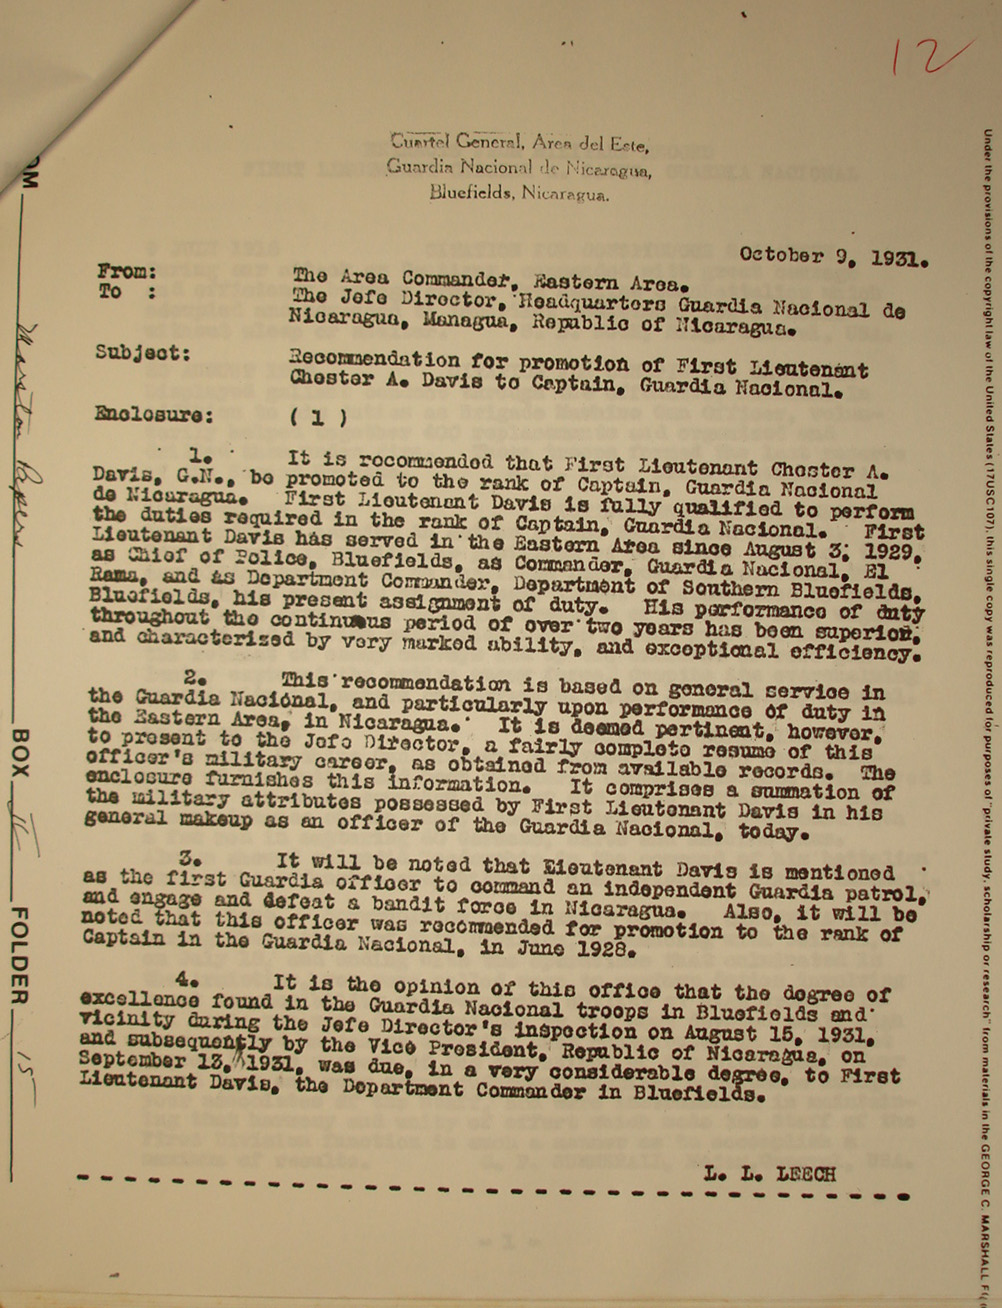 12
Cuartel General, Area del Este,
Guardia Nacional de Nicaragua,
Bluefields, Nicaragua.
October 9, 1931.
From: The Area Commander, Eastern Area.
To : The Jefe Director, Headquarters Guardia Nacional de
Nicaragua, Managua, Republic of Nicaragua.
Subject: Recommendation for promotion of First Lieutenant
Chester A. Davis to Captain, Guardia Nacional.
Enclosure: ( 1 )
1. It is recommended that First Lieutenant Chester A.
Davis, G.N., be promoted to the rank of Captain, Guardia Nacional
de Nicaragua. First Lieutenant Davis is fully qualified to perform
the duties required in the rank of Captain, Guardia Nacional. First
Lieutenant Davis has served in the Eastern Area since August 3, 1929,
as Chief of Police, Bluefields, as Commander, Guardia Nacional, El
Rama, and as Department Commander, Department of Southern Bluefields,
Bluefields, his present assignment of duty. His performance of duty
throughout the continuous period of over two years has been superior,
and characterized by very marked ability, and exceptional efficiency.
2. This recommendation is based on general service in
the Guardia Nacional, and particularly upon performance of duty in
the Eastern Area, in Nicaragua. It is deemed pertinent, however,
to present to the Jefe Director, a fairly complete resume of this
officer's military career, as obtained from available records. The
enclosure furnishes this information. It comprises a summation of
the military attributes possessed by First Lieutenant Davis in his
general makeup as an officer of the Guardia Nacional, today.
3. It will be noted that Lieutenant Davis is mentioned
as the first Guardia officer to command an independent Guardia patrol,
and engage and defeat a bandit force in Nicaragua. Also, it will be
noted that this officer was recommended for promotion to the rank of
Captain in the Guardia Nacional, in June 1928.
4. It is the opinion of this office that the degree of
excellence found in the Guardia Nacional troops in Bluefields and
vicinity during the Jefe Director's inspection on August 15, 1931,
and subsequently by the Vice President, Republic of Nicaragua, on
September 13, 1931, was due, in a very considerable degree, to First
Lieutenant Davis, the Department Commander in Bluefields.
L. L. LEECH
- 1 -
OM
Papers
BOX
FOLDER 15
Under the provisions of the copyright law of the United States (17USC107), this single copy was reproduced for purposes of "private study, scholarship or research" from materials in the GEORGE C. MARSHALL